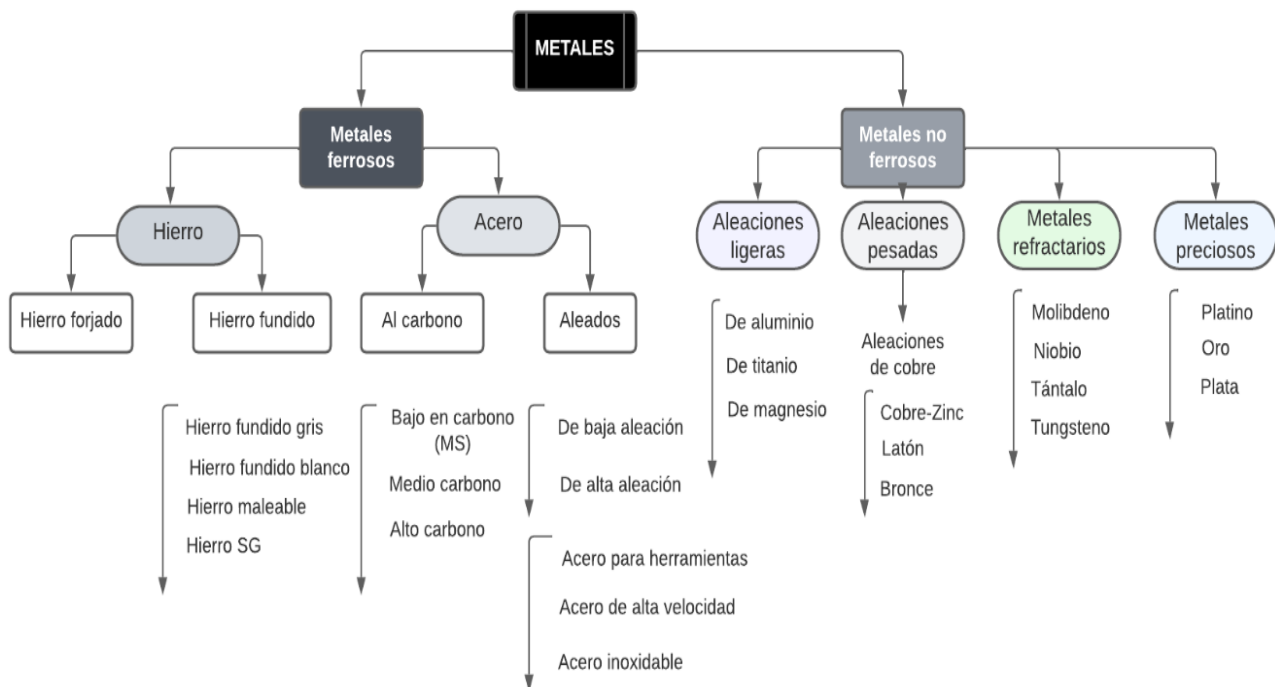 METALES
Metales
ferrosos
Metales no
ferrosos
Hierro
Acero
Aleaciones
ligeras
Aleaciones
pesadas
Metales
refractarios
Metales
preciosos
Hierro forjado
Hierro fundido
Al carbono
Aleados
Hierro fundido gris
Hierro fundido blanco
Hierro maleable
Hierro SG
Bajo en carbono
(MS)
Medio carbono
Alto carbono
De baja aleación
De alta aleación
Acero para herramientas
Acero de alta velocidad
Acero inoxidable
De aluminio
De titanio
De magnesio
Aleaciones
de cobre
Cobre-Zinc
Latón
Bronce
Molibdeno
Niobio
Tántalo
Tungsteno
Platino
Oro
Plata